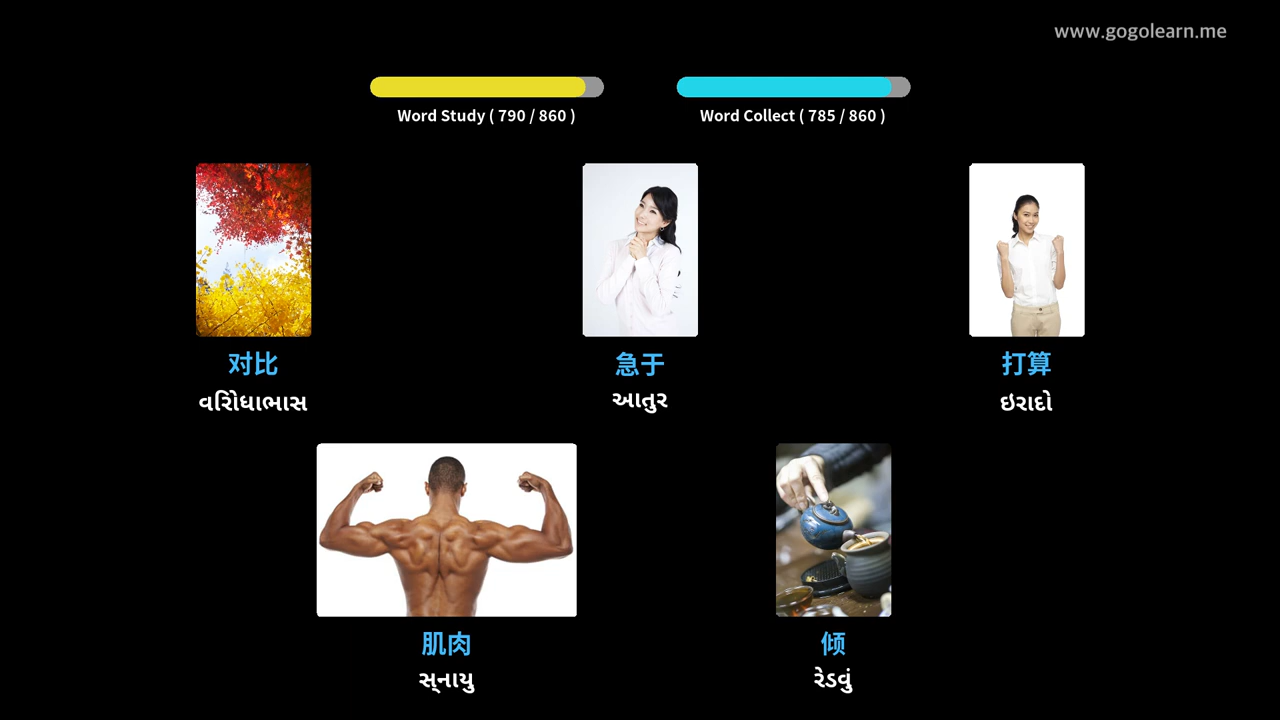 www.gogolearn.me
Word Study ( 790 / 860 )
Word Collect ( 785 / 860 )
对比
વિરોધાભાસ
急于
આતુર
打算
ઇરાદો
肌肉
સ્નાયુ
倾
રેડવું